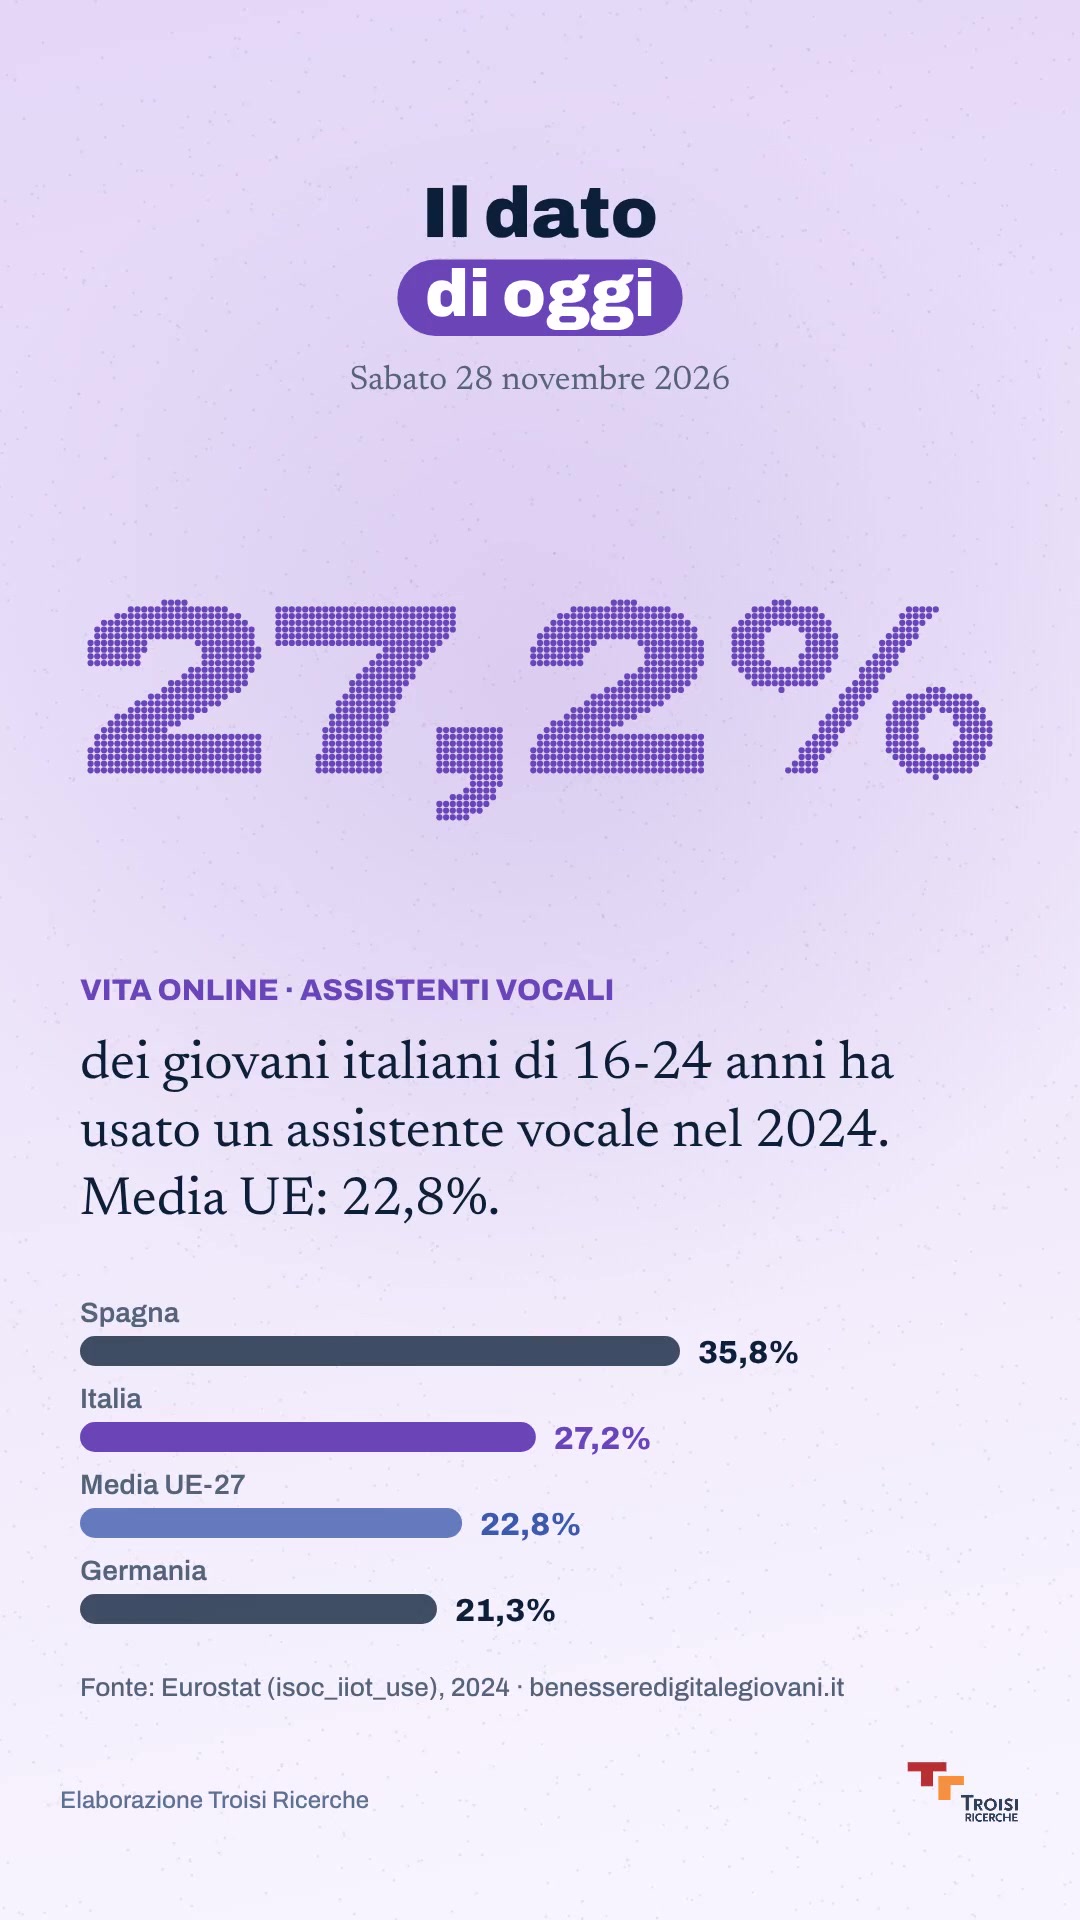 Il dato
di oggi
Sabato 28 novembre 2026
27,2%
VITA ONLINE · ASSISTENTI VOCALI
dei giovani italiani di 16-24 anni ha
usato un assistente vocale nel 2024.
Media UE: 22,8%.
Spagna
35,8%
Italia
27,2%
Media UE-27
22,8%
Germania
21,3%
Fonte: Eurostat (isoc_iiot_use), 2024 · benesseredigitalegiovani.it
Elaborazione Troisi Ricerche
TROISI
RICERCHE